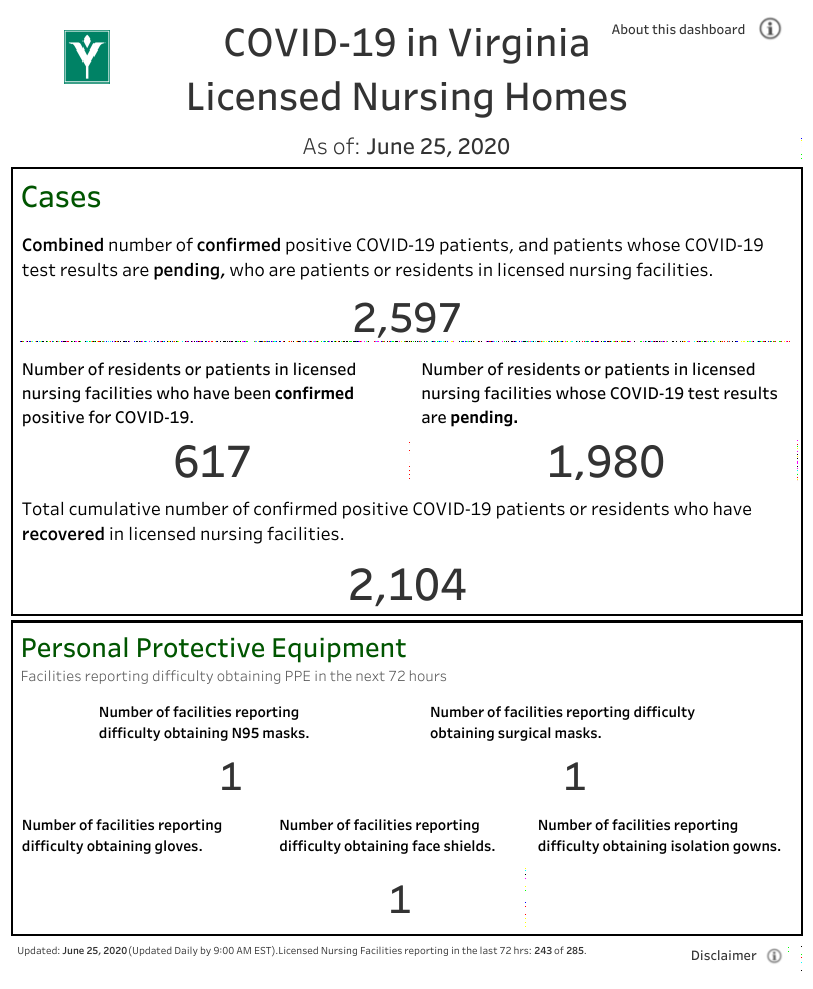 COVID-19 in Virginia
Licensed Nursing Homes
About this dashboard
As of: June 25, 2020
Cases
Combined number of confirmed positive COVID-19 patients, and patients whose COVID-19
test results are pending, who are patients or residents in licensed nursing facilities.
2,597
Number of residents or patients in licensed
nursing facilities who have been confirmed
positive for COVID-19.
617
Number of residents or patients in licensed
nursing facilities whose COVID-19 test results
are pending.
1,980
Total cumulative number of confirmed positive COVID-19 patients or residents who have
recovered in licensed nursing facilities.
2,104
Personal Protective Equipment
Facilities reporting difficulty obtaining PPE in the next 72 hours
Number of facilities reporting
difficulty obtaining N95 masks.
1
Number of facilities reporting difficulty
obtaining surgical masks.
1
Number of facilities reporting
difficulty obtaining gloves.
Number of facilities reporting
difficulty obtaining face shields.
1
Number of facilities reporting
difficulty obtaining isolation gowns.
Updated: June 25, 2020 (Updated Daily by 9:00 AM EST).Licensed Nursing Facilities reporting in the last 72 hrs: 243 of 285.
Disclaimer